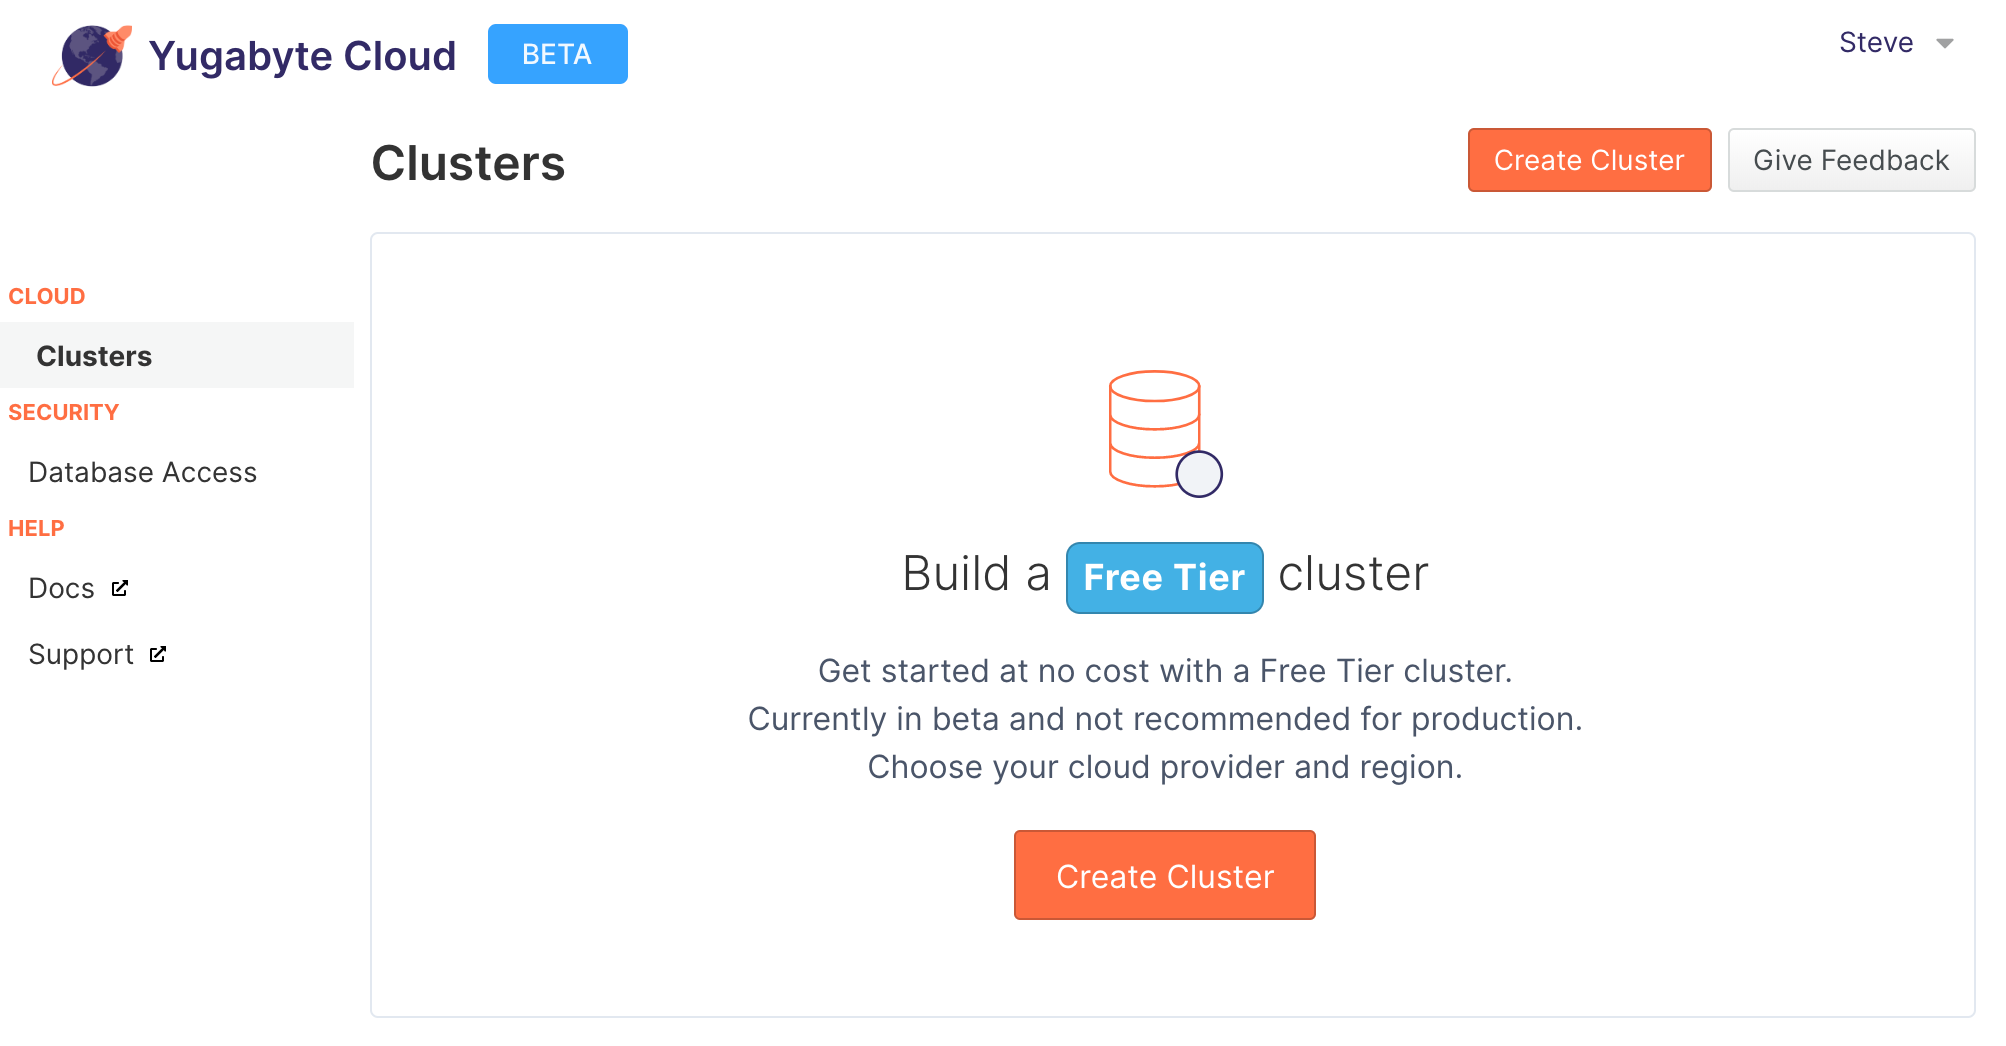 Yugabyte Cloud BETA
Steve
Clusters
Create Cluster
Give Feedback
CLOUD
Clusters
SECURITY
Database Access
HELP
Docs
Support
Build a Free Tier cluster
Get started at no cost with a Free Tier cluster.
Currently in beta and not recommended for production.
Choose your cloud provider and region.
Create Cluster